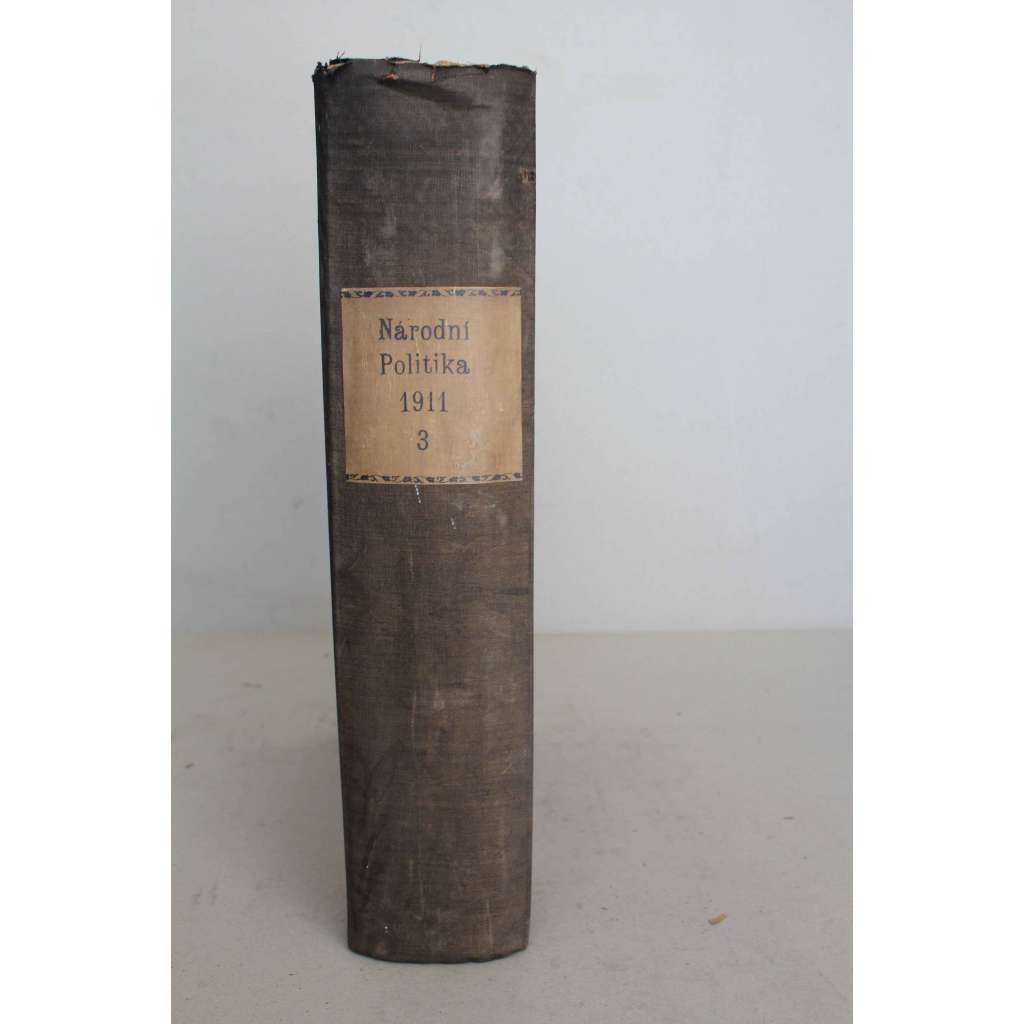 Národní
Politika
1911
3